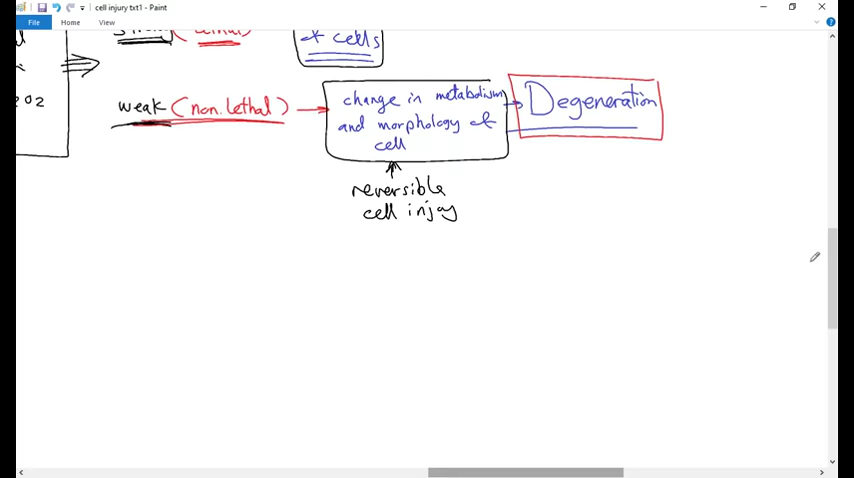 cell injury txt1 - Paint
File Home View
& cells
O2
weak (non.Lethal)
change in metabolism
and morphology of
cell
Degeneration
reversible
cell injury